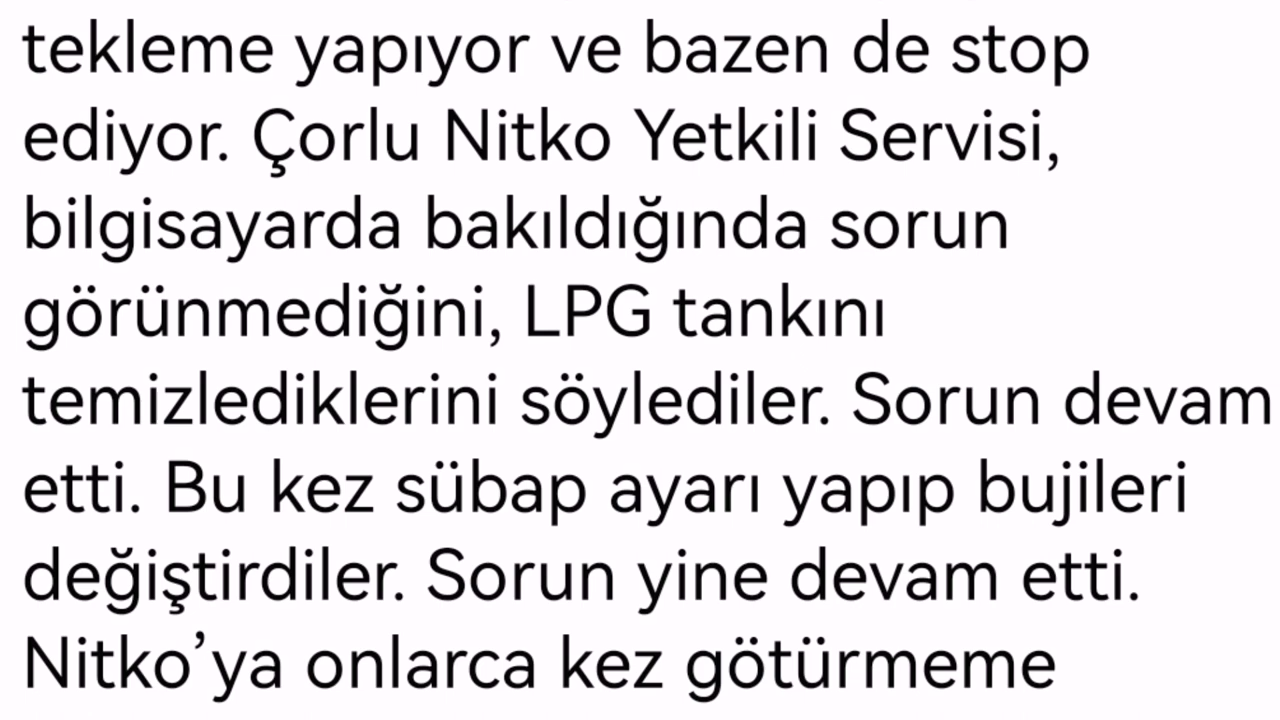 tekleme yapıyor ve bazen de stop
ediyor. Çorlu Nitko Yetkili Servisi,
bilgisayarda bakıldığında sorun
görünmediğini, LPG tankını
temizlediklerini söylediler. Sorun devam
etti. Bu kez sübap ayarı yapıp bujileri
değiştirdiler. Sorun yine devam etti.
Nitko’ya onlarca kez götürmeme